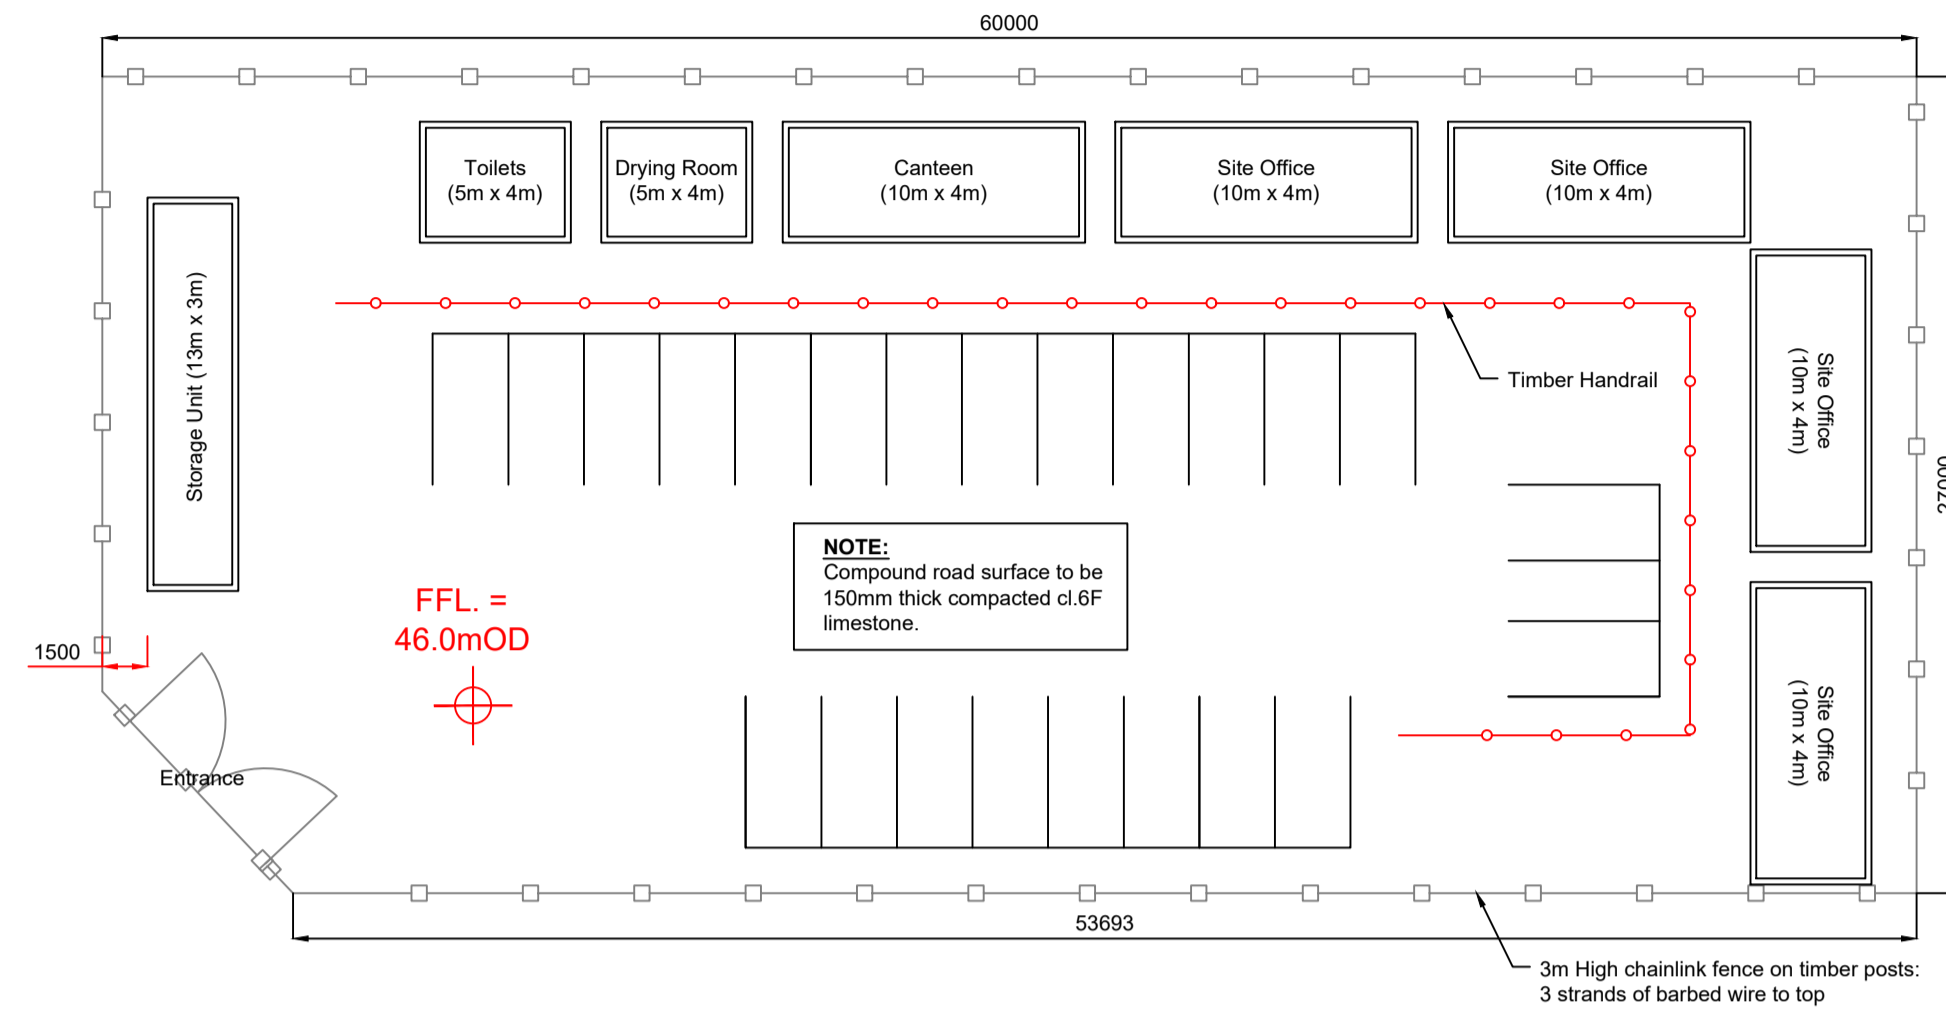 60000
Toilets
(5m x 4m)
Drying Room
(5m x 4m)
Canteen
(10m x 4m)
Site Office
(10m x 4m)
Site Office
(10m x 4m)
Storage Unit (13m x 3m)
Timber Handrail
Site Office
(10m x 4m)
NOTE:
Compound road surface to be
150mm thick compacted cl.6F
limestone.
FFL. =
46.0mOD
1500
Site Office
(10m x 4m)
Entrance
53693
3m High chainlink fence on timber posts:
3 strands of barbed wire to top